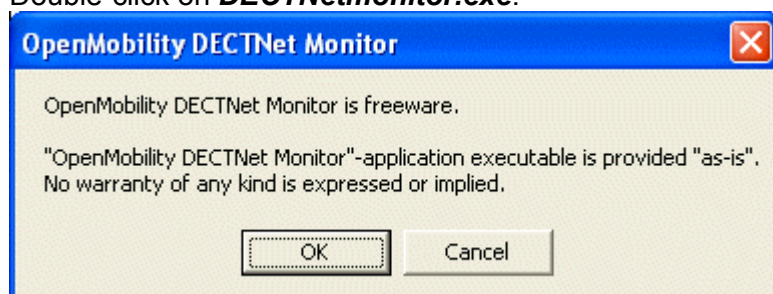 Double-click on DECTNetmonitor.exe.
OpenMobility DECTNet Monitor
OpenMobility DECTNet Monitor is freeware.
"OpenMobility DECTNet Monitor"-application executable is provided "as-is".
No warranty of any kind is expressed or implied.
OK Cancel